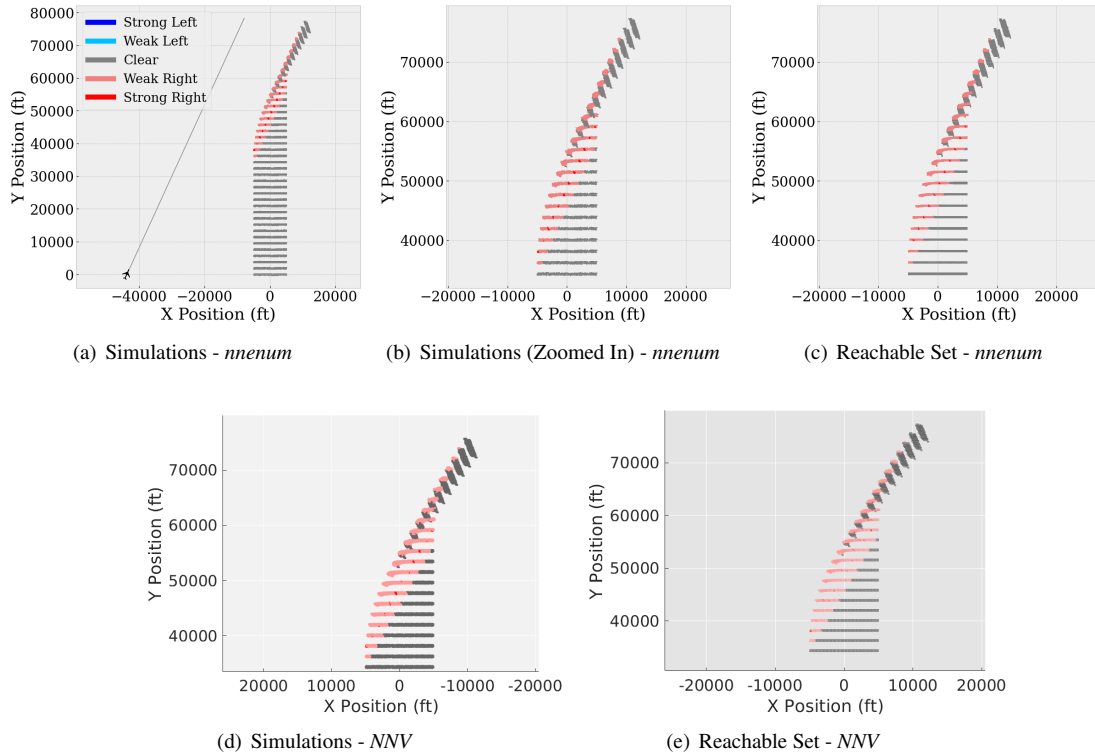 80000
70000
60000
50000
40000
30000
20000
10000
0
Y Position (ft)
Strong Left
Weak Left
Clear
Weak Right
Strong Right
−40000 −20000 0 20000
X Position (ft)
(a) Simulations - nnenum
70000
60000
50000
40000
Y Position (ft)
−20000 −10000 0 10000 20000
X Position (ft)
(b) Simulations (Zoomed In) - nnenum
70000
60000
50000
40000
Y Position (ft)
−20000 −10000 0 10000 20000
X Position (ft)
(c) Reachable Set - nnenum
70000
60000
50000
40000
Y Position (ft)
20000 10000 0 -10000 -20000
X Position (ft)
(d) Simulations - NNV
70000
60000
50000
40000
Y Position (ft)
-20000 -10000 0 10000 20000
X Position (ft)
(e) Reachable Set - NNV